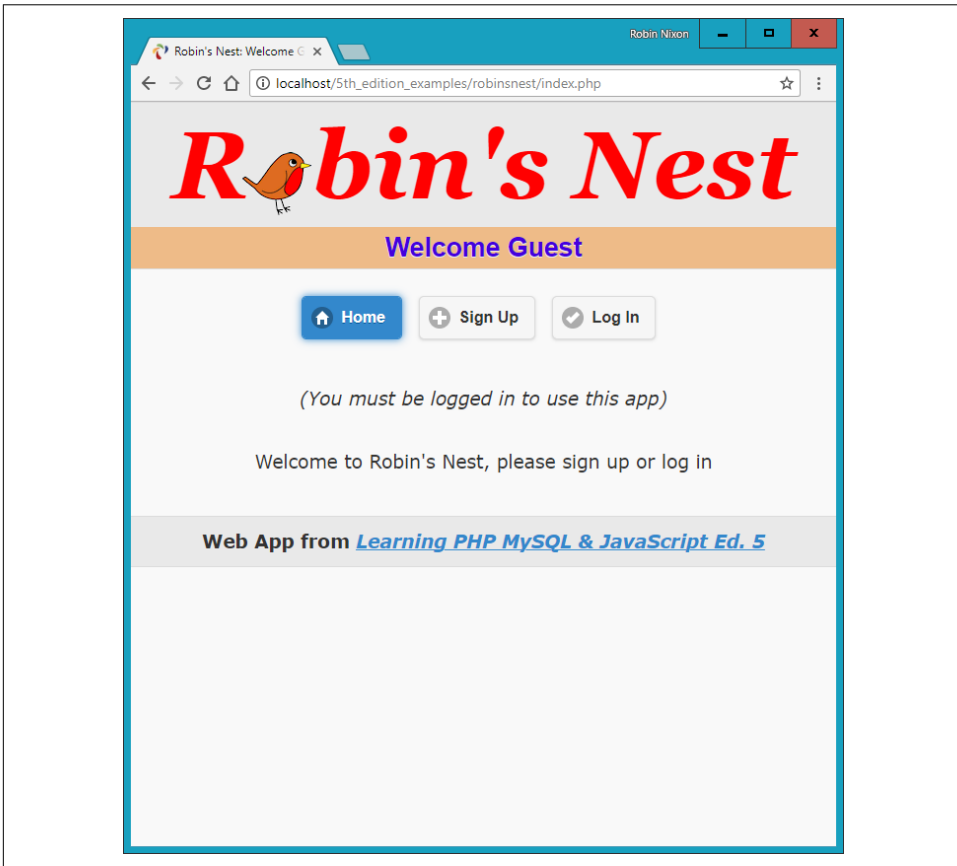 Robin Nixon
Robin's Nest: Welcome G
localhost/5th_edition_examples/robinsnest/index.php
Robin's Nest
Welcome Guest
Home
Sign Up
Log In
(You must be logged in to use this app)
Welcome to Robin's Nest, please sign up or log in
Web App from Learning PHP MySQL & JavaScript Ed. 5